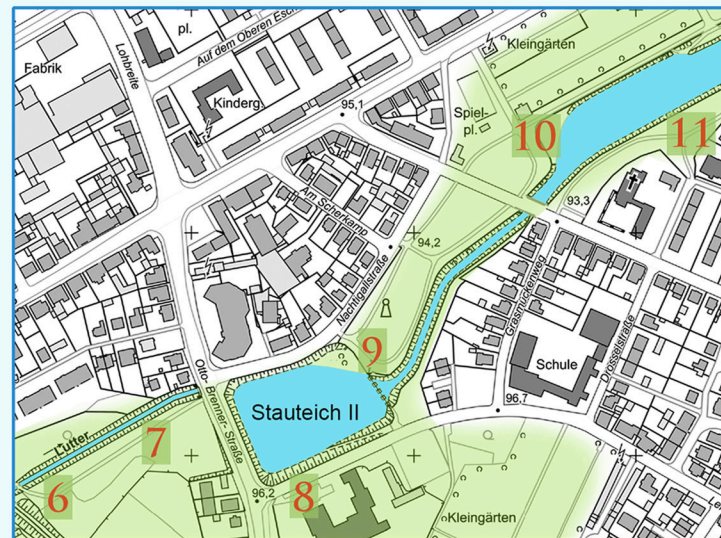 pl.
Auf dem Oberen Esch
Lohbreite
Fabrik
Kinderg.
95,1
Kleingärten
Spiel-
pl.
10
11
Am Scherkamp
93,3
94,2
Nachtigallstraße
Grasmückenweg
Drosselstraße
9
Schule
Otto-Brenner-Straße
Stauteich II
96,7
Lutter
7
6
96,2
8
Kleingärten